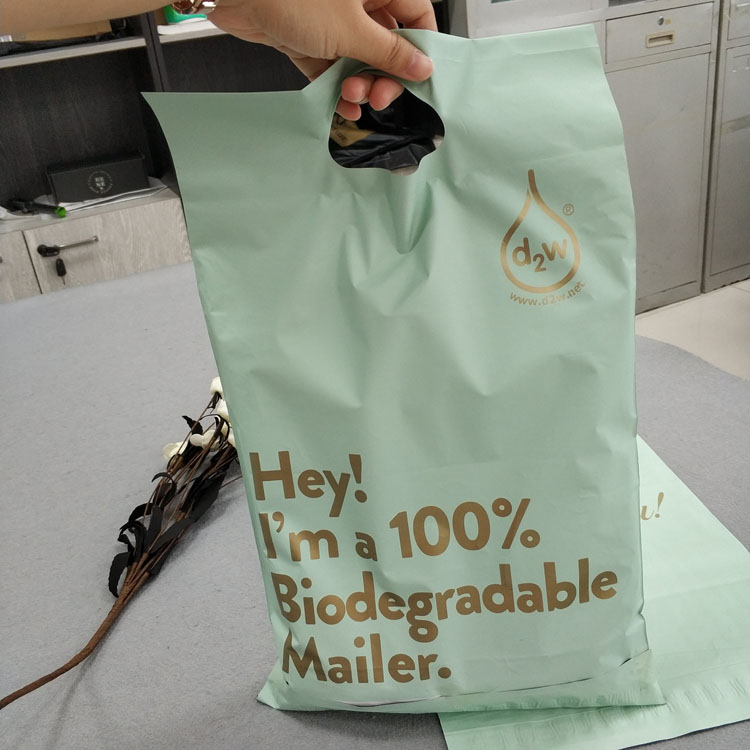 d2w®
www.d2w.net
Hey!
I'm a 100%
Biodegradable
Mailer.